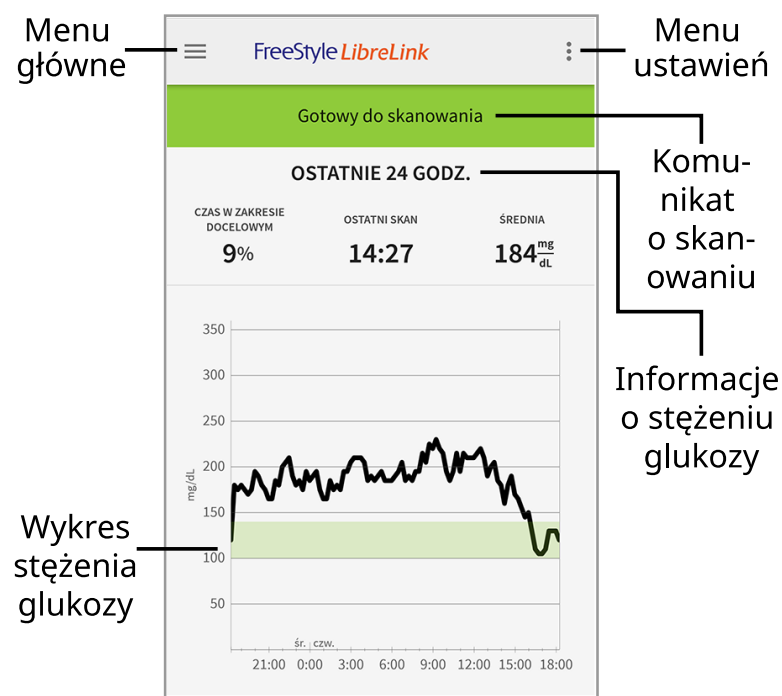 Menu
główne
FreeStyle LibreLink
Menu
ustawień
Gotowy do skanowania
Komu-
nikat
o skan-
owaniu
OSTATNIE 24 GODZ.
CZAS W ZAKRESIE
DOCELOWYM
9%
OSTATNI SKAN
14:27
ŚREDNIA
184 mg
dL
Informacje
o stężeniu
glukozy
350
300
250
200
150
100
50
mg/dL
Wykres
stężenia
glukozy
śr. czw.
21:00 0:00 3:00 6:00 9:00 12:00 15:00 18:00